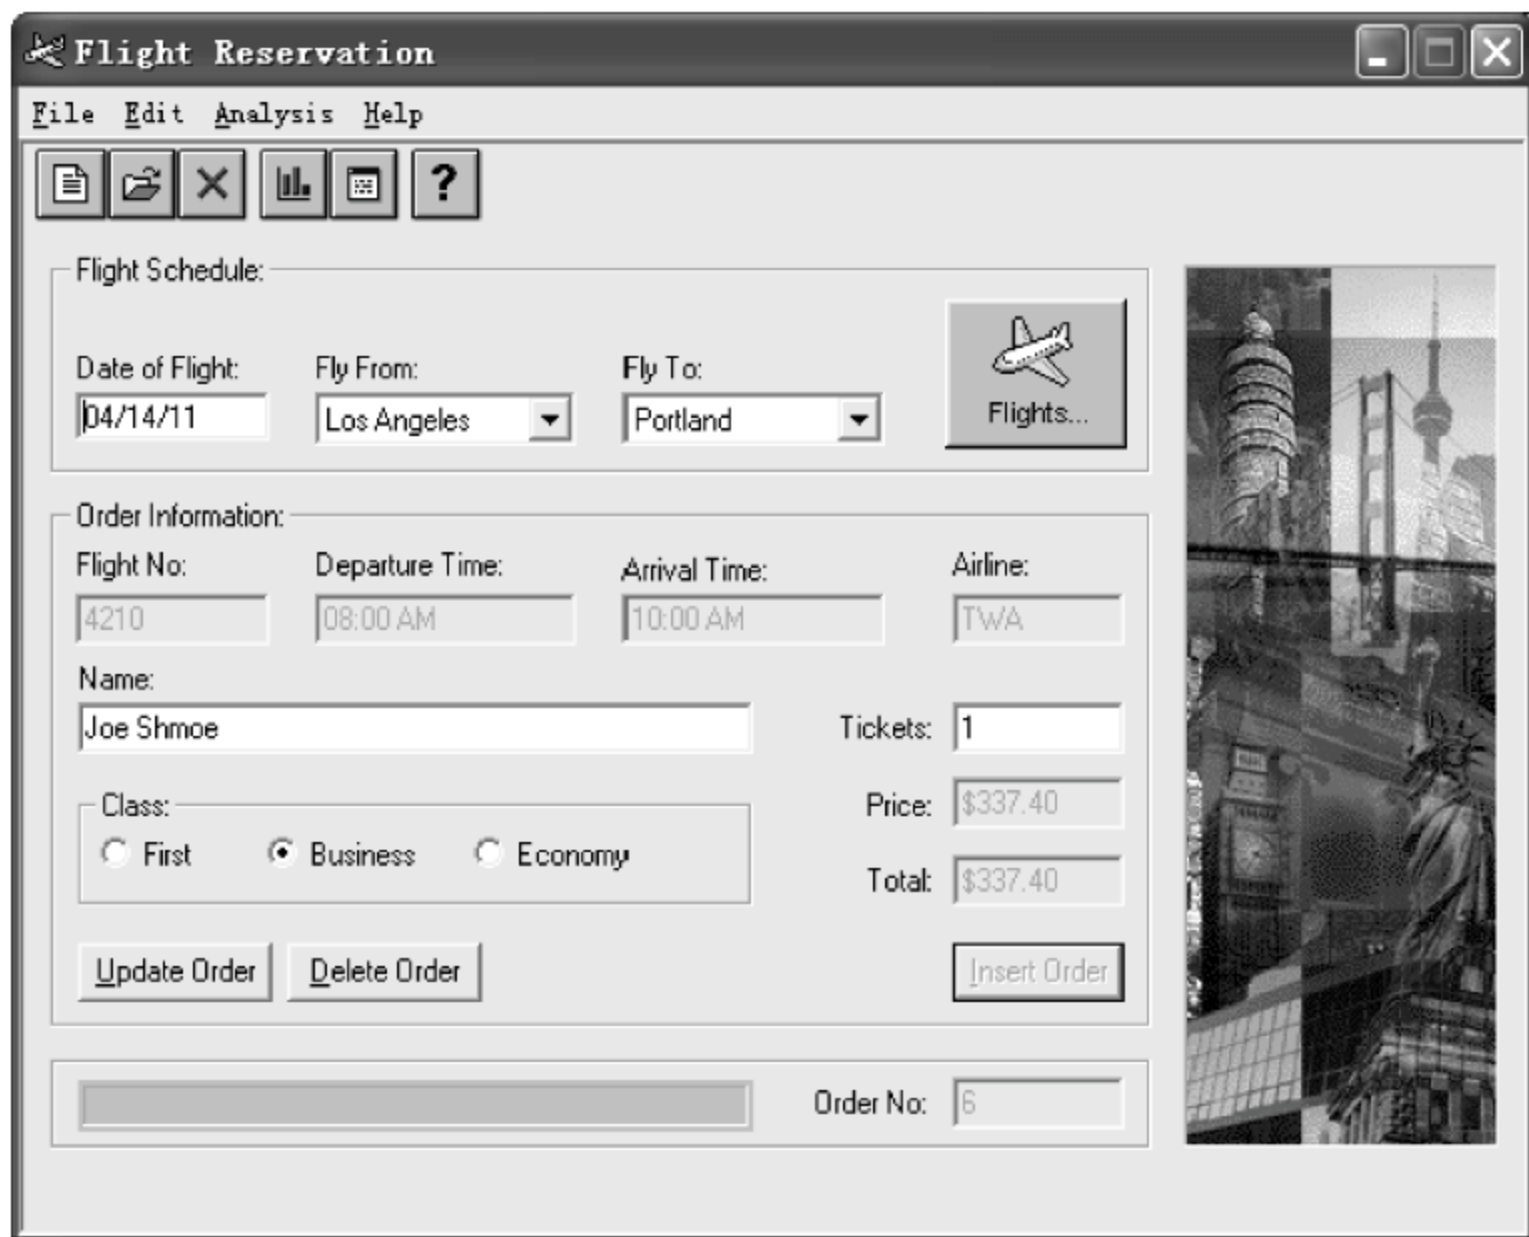 Flight Reservation
File Edit Analysis Help
?
Flight Schedule:
Date of Flight: Fly From: Fly To:
04/14/11 Los Angeles Portland Flights...
Order Information:
Flight No: Departure Time: Arrival Time: Airline:
4210 08:00 AM 10:00 AM TWA
Name:
Joe Shmoe Tickets: 1
Class: Price: $337.40
First Business Economy
Total: $337.40
Update Order Delete Order Insert Order
Order No: 6